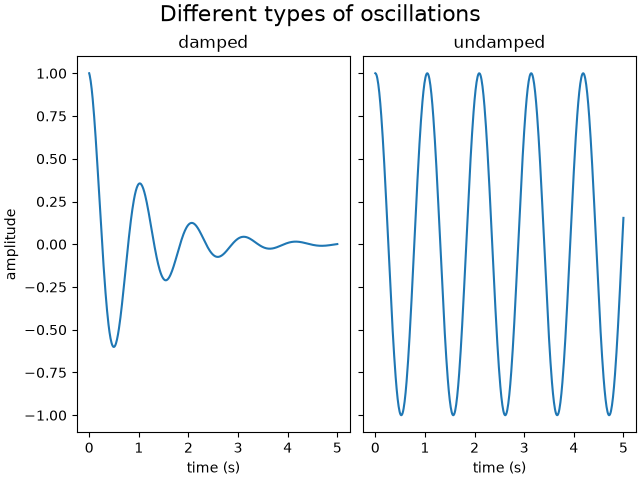 Different types of oscillations
damped
undamped
1.00
0.75
0.50
0.25
0.00
−0.25
−0.50
−0.75
−1.00
amplitude
0 1 2 3 4 5
0 1 2 3 4 5
time (s)
time (s)